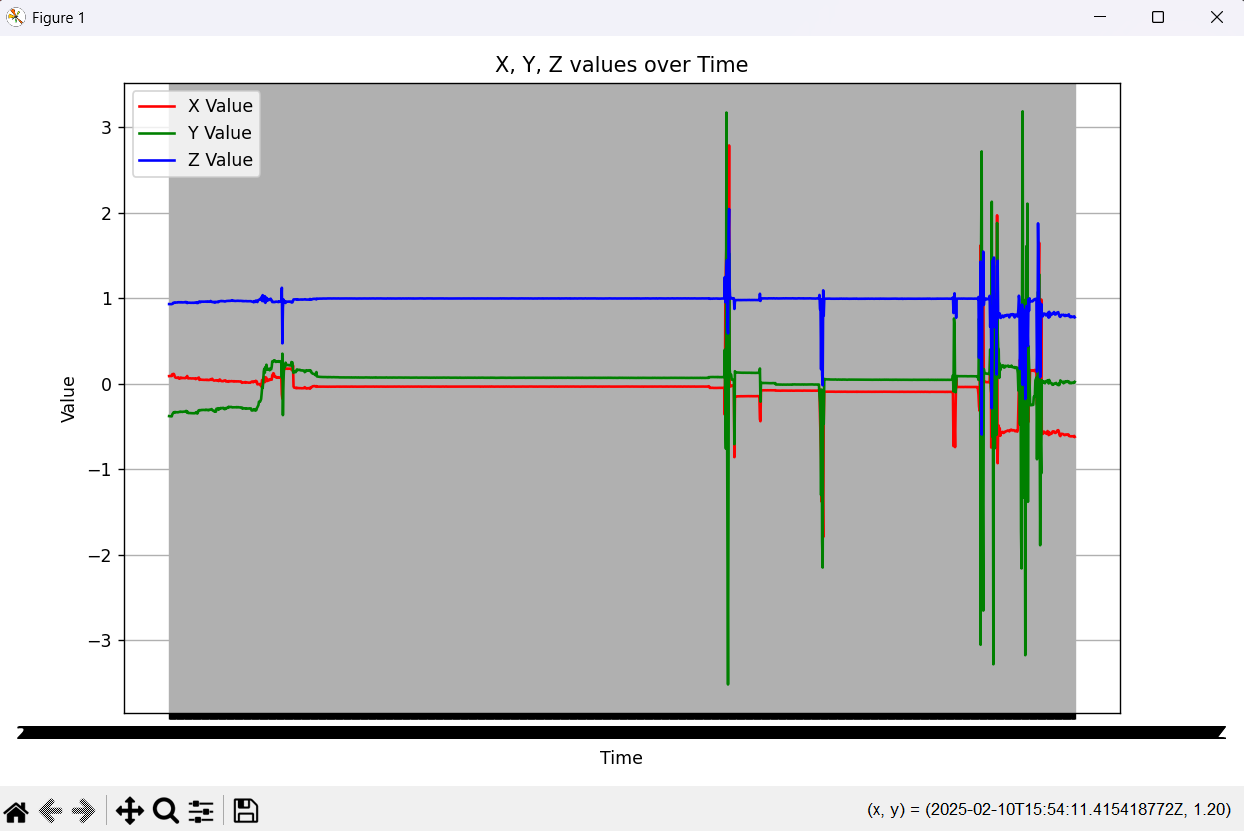 Figure 1
X, Y, Z values over Time
X Value
Y Value
Z Value
3
2
1
0
−1
−2
−3
Value
Time
(x, y) = (2025-02-10T15:54:11.415418772Z, 1.20)